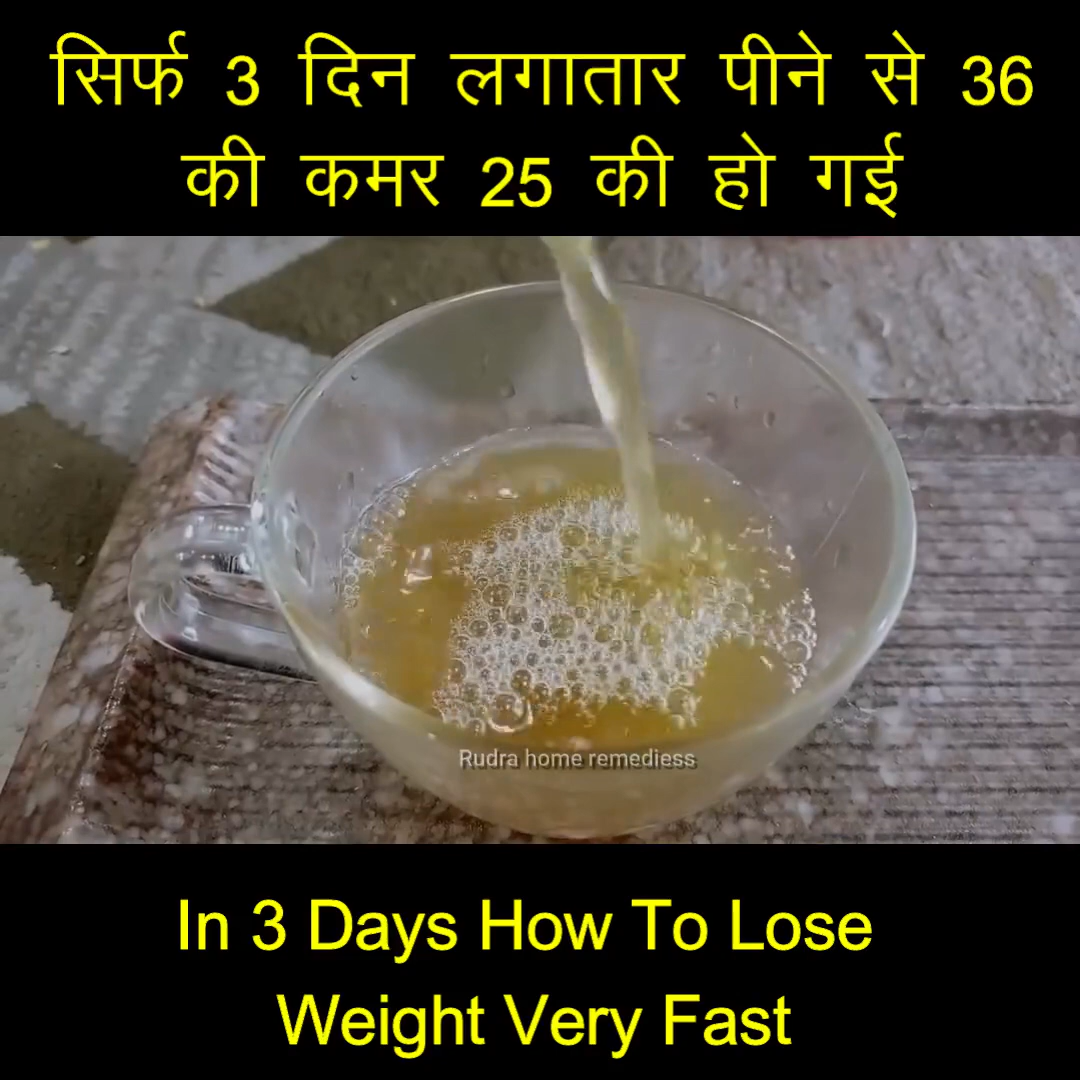 सिर्फ 3 दिन लगातार पीने से 36
की कमर 25 की हो गई
Rudra home remediess
In 3 Days How To Lose
Weight Very Fast